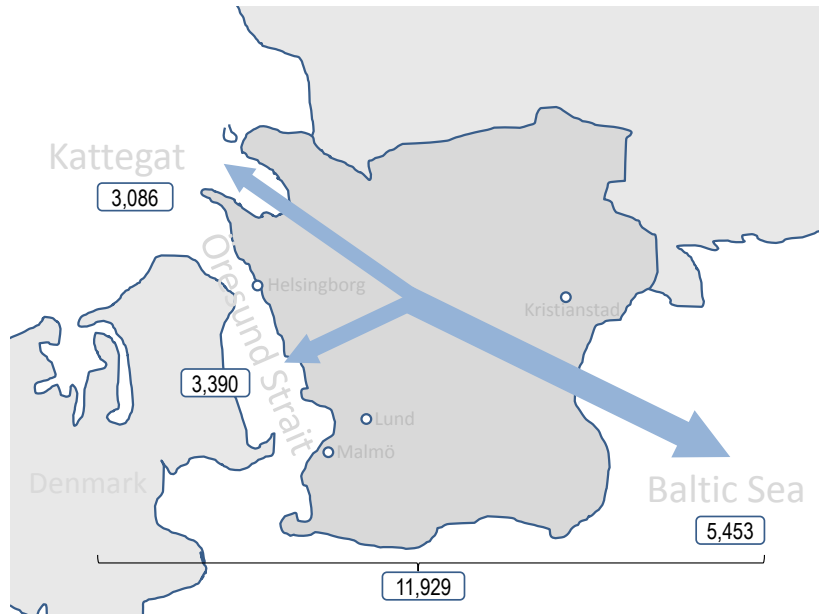 Kattegat
3,086
Öresund Strait
Helsingborg
Kristianstad
3,390
Lund
Malmö
Denmark
Baltic Sea
5,453
11,929